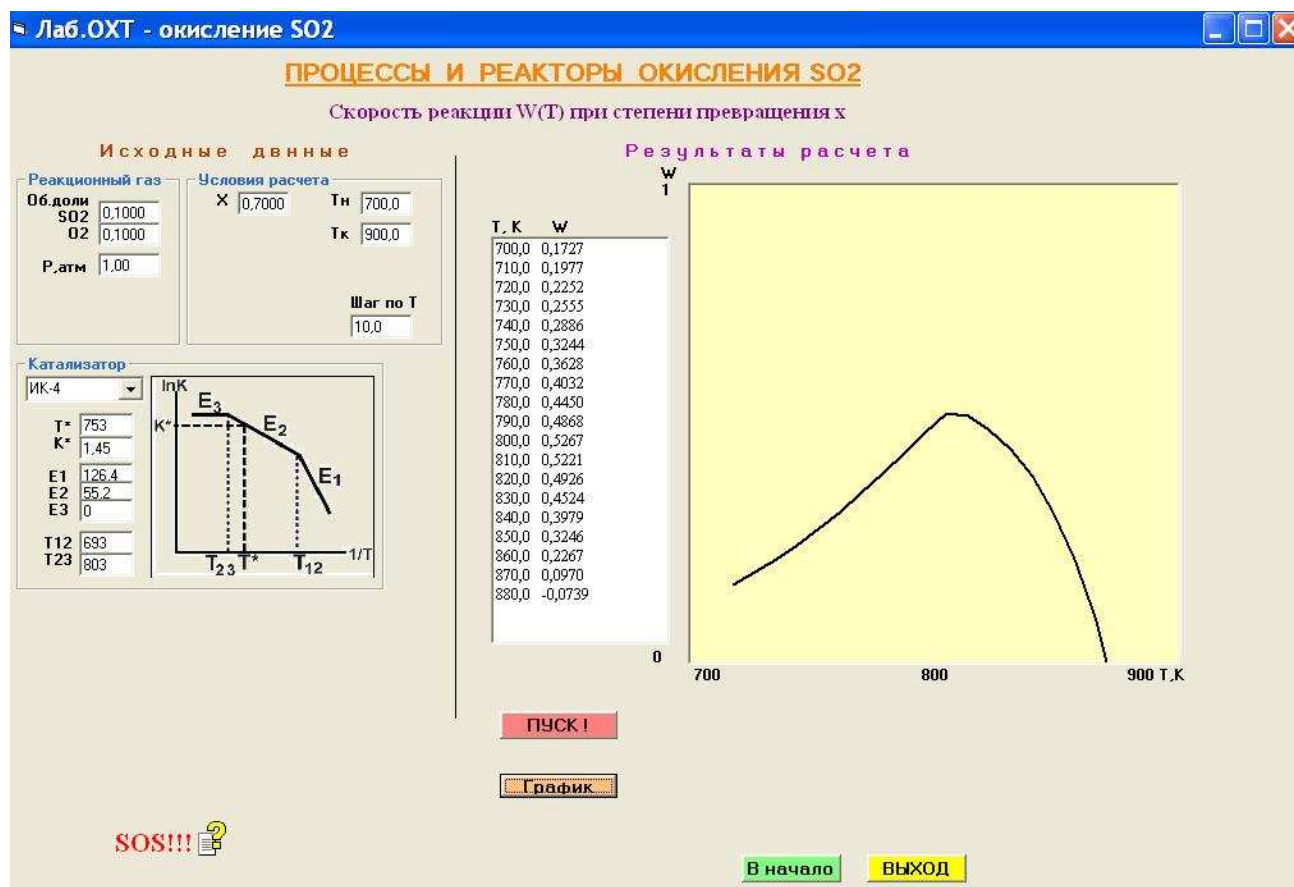 Лаб.ОХТ - окисление SO2
ПРОЦЕССЫ И РЕАКТОРЫ ОКИСЛЕНИЯ SO2
Скорость реакции W(T) при степени превращения x
Исходные двнные
Реакционный газ
Об.доли
SO2 0,1000
O2 0,1000
P,атм 1,00
Условия расчета
X 0,7000 Тн 700,0
Тк 900,0
Шаг по Т
10,0
Катализатор
ИК-4
T* 753
K* 1,45
E1 126.4
E2 55.2
E3 0
T12 693
T23 803
lnK
K*
E3
E2
E1
T23 T* T12 1/T
Результаты расчета
T, K W
700,0 0,1727
710,0 0,1977
720,0 0,2252
730,0 0,2555
740,0 0,2886
750,0 0,3244
760,0 0,3628
770,0 0,4032
780,0 0,4450
790,0 0,4868
800,0 0,5267
810,0 0,5221
820,0 0,4926
830,0 0,4524
840,0 0,3979
850,0 0,3246
860,0 0,2267
870,0 0,0970
880,0 -0,0739
W
1
0
700 800 900 T,K
ПУСК !
График
SOS!!!
В начало ВЫХОД